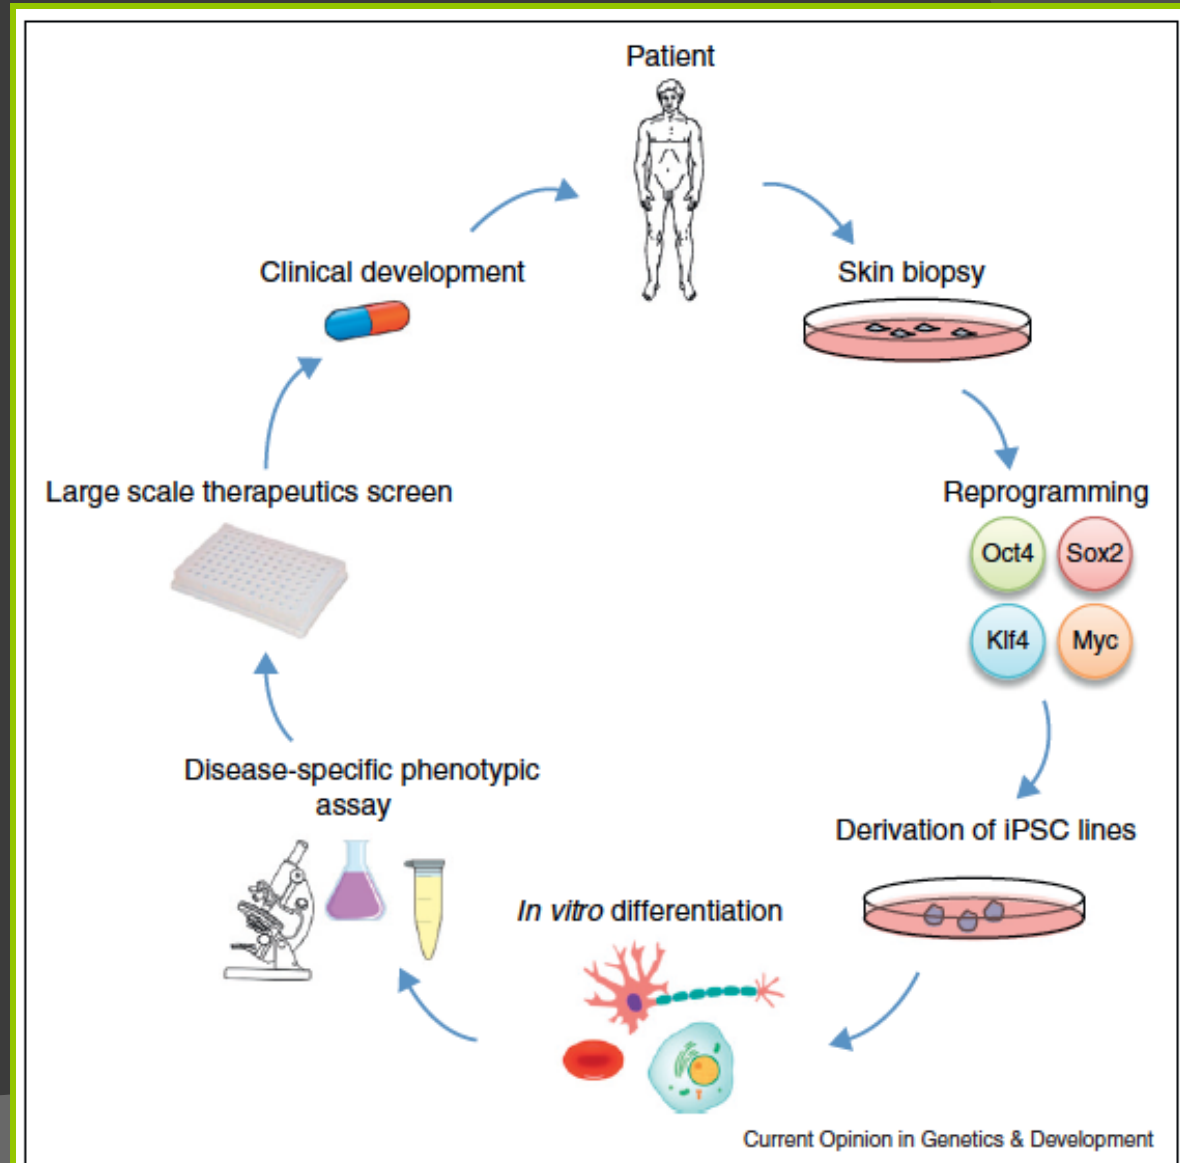 Patient
Skin biopsy
Reprogramming
Oct4
Sox2
Klf4
Myc
Derivation of iPSC lines
In vitro differentiation
Disease-specific phenotypic
assay
Large scale therapeutics screen
Clinical development
Current Opinion in Genetics & Development